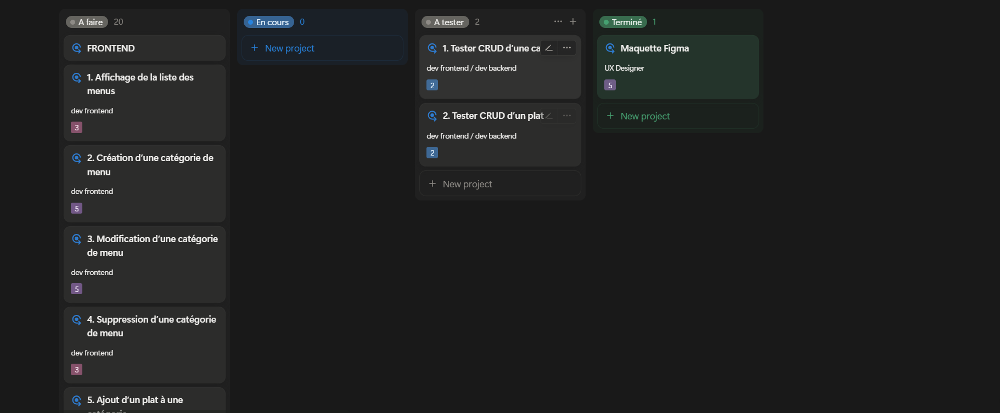 A faire 20
FRONTEND
1. Affichage de la liste des
menus
dev frontend
3
2. Création d’une catégorie de
menu
dev frontend
5
3. Modification d’une catégorie
de menu
dev frontend
5
4. Suppression d’une catégorie
de menu
dev frontend
3
5. Ajout d’un plat à une
En cours 0
+ New project
A tester 2
1. Tester CRUD d’une ca
dev frontend / dev backend
2
2. Tester CRUD d’un plat
dev frontend / dev backend
2
+ New project
Terminé 1
Maquette Figma
UX Designer
5
+ New project